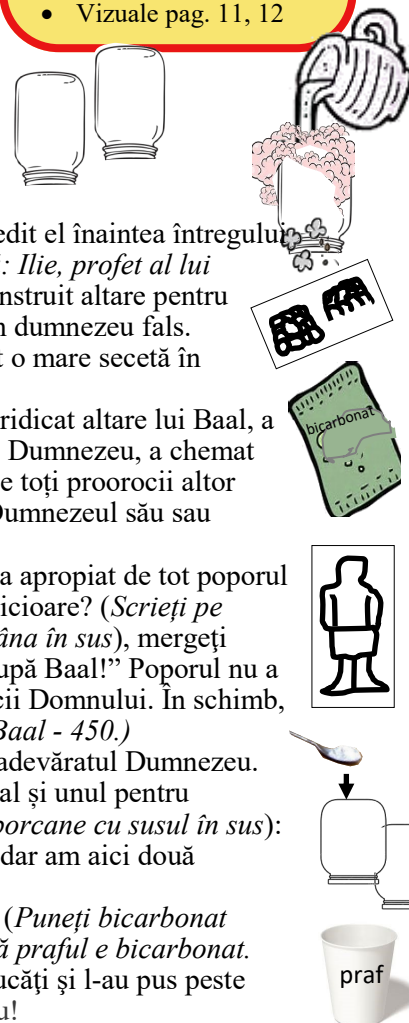 • Vizuale pag. 11, 12
edit el înaintea întregului
: Ilie, profet al lui
nstruit altare pentru
n dumnezeu fals.
t o mare secetă în
ridicat altare lui Baal, a
Dumnezeu, a chemat
e toți proorocii altor
Dumnezeul său sau
bicarbonat
a apropiat de tot poporul
icioare? (Scrieți pe
âna în sus), mergeţi
upă Baal!” Poporul nu a
cii Domnului. În schimb,
Baal - 450.)
adevăratul Dumnezeu.
al și unul pentru
borcane cu susul în sus):
dar am aici două
(Puneți bicarbonat
ă praful e bicarbonat.
ucăţi şi l-au pus peste
u!
praf